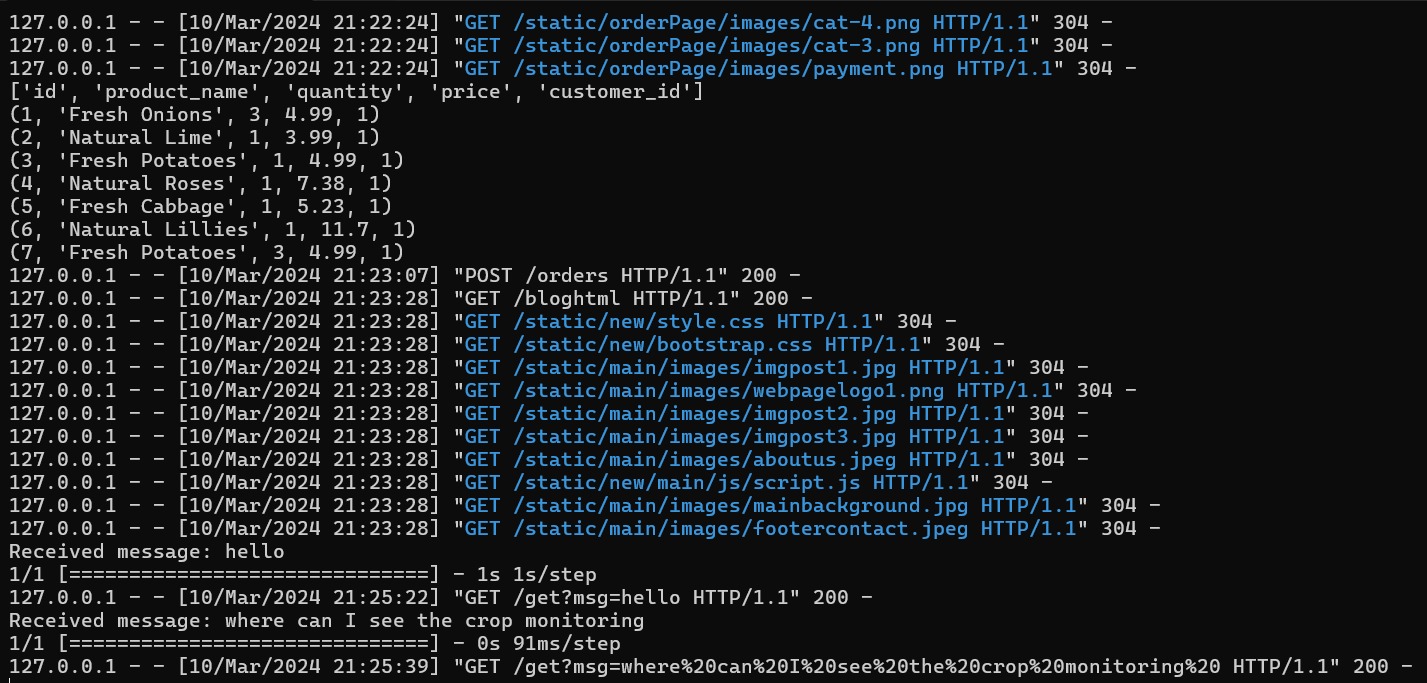 127.0.0.1 - - [10/Mar/2024 21:22:24] "GET /static/orderPage/images/cat-4.png HTTP/1.1" 304 -
127.0.0.1 - - [10/Mar/2024 21:22:24] "GET /static/orderPage/images/cat-3.png HTTP/1.1" 304 -
127.0.0.1 - - [10/Mar/2024 21:22:24] "GET /static/orderPage/images/payment.png HTTP/1.1" 304 -
['id', 'product_name', 'quantity', 'price', 'customer_id']
(1, 'Fresh Onions', 3, 4.99, 1)
(2, 'Natural Lime', 1, 3.99, 1)
(3, 'Fresh Potatoes', 1, 4.99, 1)
(4, 'Natural Roses', 1, 7.38, 1)
(5, 'Fresh Cabbage', 1, 5.23, 1)
(6, 'Natural Lillies', 1, 11.7, 1)
(7, 'Fresh Potatoes', 3, 4.99, 1)
127.0.0.1 - - [10/Mar/2024 21:23:07] "POST /orders HTTP/1.1" 200 -
127.0.0.1 - - [10/Mar/2024 21:23:28] "GET /bloghtml HTTP/1.1" 200 -
127.0.0.1 - - [10/Mar/2024 21:23:28] "GET /static/new/style.css HTTP/1.1" 304 -
127.0.0.1 - - [10/Mar/2024 21:23:28] "GET /static/new/bootstrap.css HTTP/1.1" 304 -
127.0.0.1 - - [10/Mar/2024 21:23:28] "GET /static/main/images/imgpost1.jpg HTTP/1.1" 304 -
127.0.0.1 - - [10/Mar/2024 21:23:28] "GET /static/main/images/webpagelogo1.png HTTP/1.1" 304 -
127.0.0.1 - - [10/Mar/2024 21:23:28] "GET /static/main/images/imgpost2.jpg HTTP/1.1" 304 -
127.0.0.1 - - [10/Mar/2024 21:23:28] "GET /static/main/images/imgpost3.jpg HTTP/1.1" 304 -
127.0.0.1 - - [10/Mar/2024 21:23:28] "GET /static/main/images/aboutus.jpeg HTTP/1.1" 304 -
127.0.0.1 - - [10/Mar/2024 21:23:28] "GET /static/new/main/js/script.js HTTP/1.1" 304 -
127.0.0.1 - - [10/Mar/2024 21:23:28] "GET /static/main/images/mainbackground.jpg HTTP/1.1" 304 -
127.0.0.1 - - [10/Mar/2024 21:23:28] "GET /static/main/images/footercontact.jpeg HTTP/1.1" 304 -
Received message: hello
1/1 [==============================] - 1s 1s/step
127.0.0.1 - - [10/Mar/2024 21:25:22] "GET /get?msg=hello HTTP/1.1" 200 -
Received message: where can I see the crop monitoring
1/1 [==============================] - 0s 91ms/step
127.0.0.1 - - [10/Mar/2024 21:25:39] "GET /get?msg=where%20can%20I%20see%20the%20crop%20monitoring%20 HTTP/1.1" 200 -